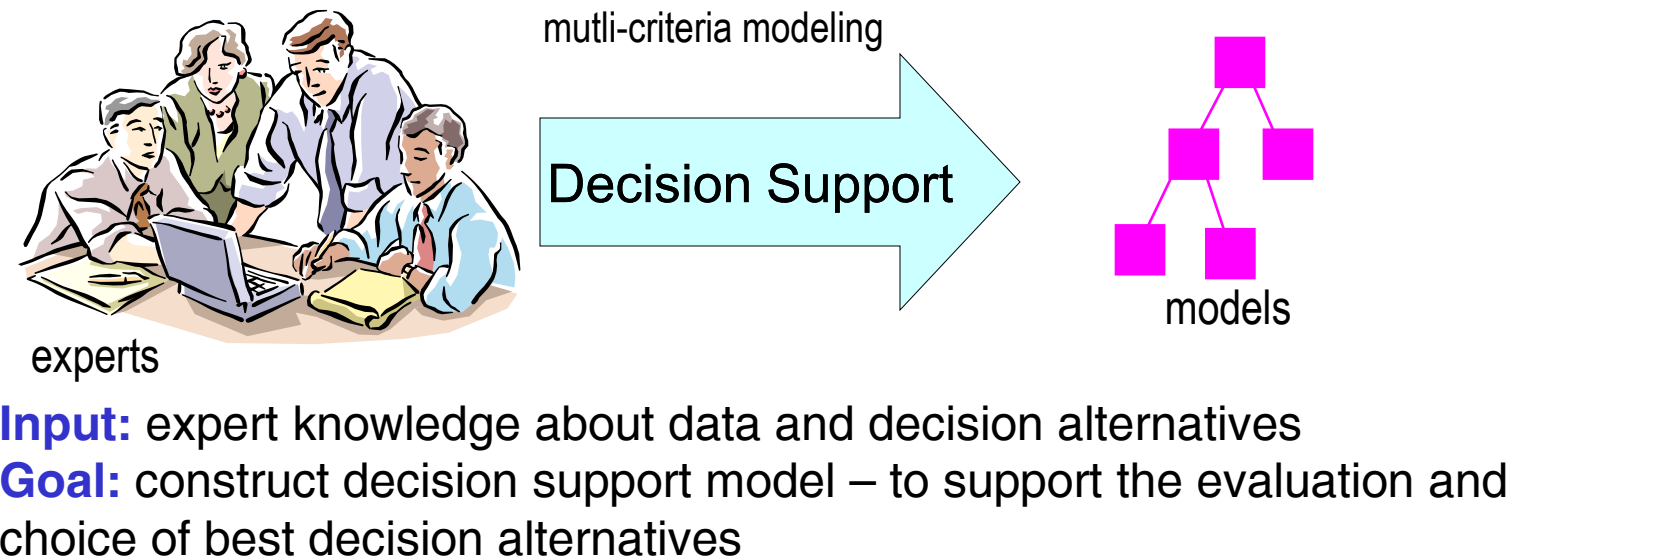 mutli-criteria modeling
Decision Support
models
experts
Input: expert knowledge about data and decision alternatives
Goal: construct decision support model – to support the evaluation and
choice of best decision alternatives